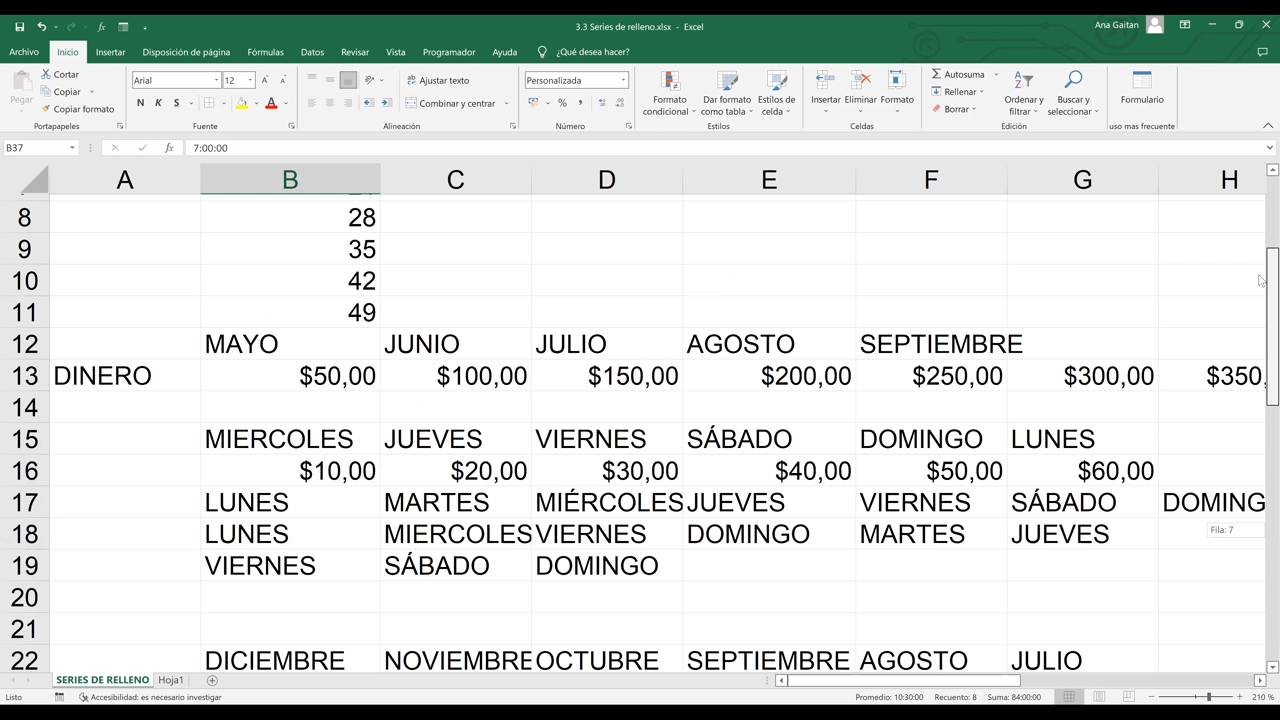 3.3 Series de relleno.xlsx - Excel
Ana Gaitan
Archivo Inicio Insertar Disposición de página Fórmulas Datos Revisar Vista Programador Ayuda ¿Qué desea hacer?
Pegar
Cortar
Copiar
Copiar formato
Portapapeles
Arial 12
N K S
Fuente
Ajustar texto
Combinar y centrar
Alineación
Personalizada
Número
Formato condicional
Dar formato como tabla
Estilos de celda
Estilos
Insertar Eliminar Formato
Celdas
Autosuma
Rellenar
Borrar
Ordenar y filtrar
Buscar y seleccionar
Edición
Formulario
uso mas frecuente
B37 fx 7:00:00
A B C D E F G H
8 28
9 35
10 42
11 49
12 MAYO JUNIO JULIO AGOSTO SEPTIEMBRE
13 DINERO $50,00 $100,00 $150,00 $200,00 $250,00 $300,00 $350,
14
15 MIERCOLES JUEVES VIERNES SÁBADO DOMINGO LUNES
16 $10,00 $20,00 $30,00 $40,00 $50,00 $60,00
17 LUNES MARTES MIÉRCOLES JUEVES VIERNES SÁBADO DOMING
18 LUNES MIERCOLES VIERNES DOMINGO MARTES JUEVES
Fila: 7
19 VIERNES SÁBADO DOMINGO
20
21
22 DICIEMBRE NOVIEMBRE OCTUBRE SEPTIEMBRE AGOSTO JULIO
SERIES DE RELLENO Hoja1
Listo Accesibilidad: es necesario investigar Promedio: 10:30:00 Recuento: 8 Suma: 84:00:00 210 %